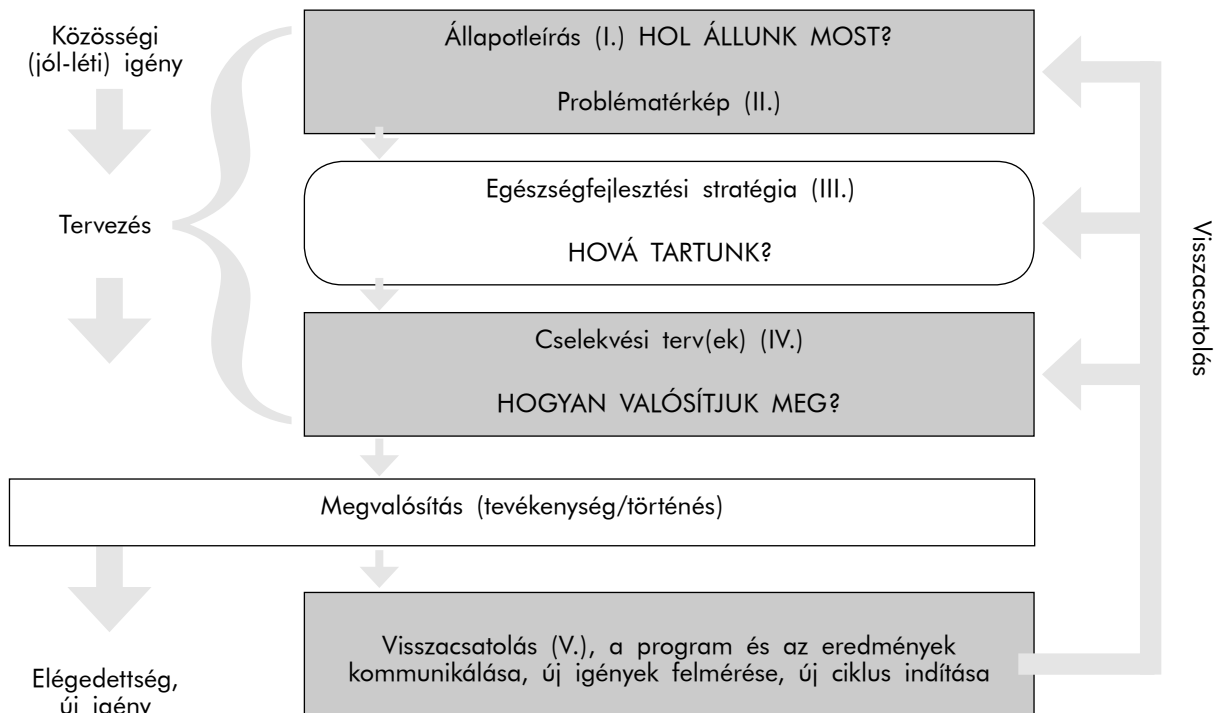 Közösségi
(jól-léti) igény
Tervezés
Elégedettség,
új igény
Állapotleírás (I.) HOL ÁLLUNK MOST?
Problématérkép (II.)
Egészségfejlesztési stratégia (III.)
HOVÁ TARTUNK?
Cselekvési terv(ek) (IV.)
HOGYAN VALÓSÍTJUK MEG?
Megvalósítás (tevékenység/történés)
Visszacsatolás (V.), a program és az eredmények
kommunikálása, új igények felmérése, új ciklus indítása
Visszacsatolás